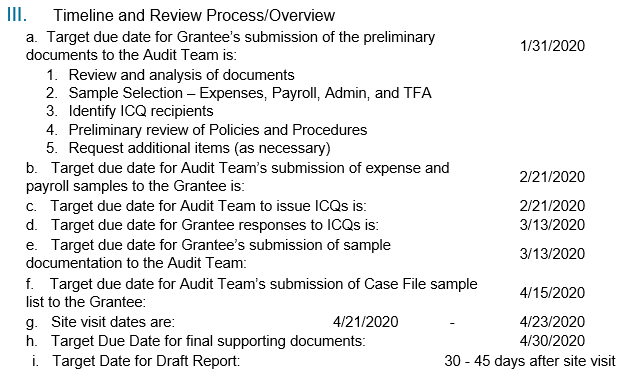 III. Timeline and Review Process/Overview
a. Target due date for Grantee's submission of the preliminary
documents to the Audit Team is: 1/31/2020
1. Review and analysis of documents
2. Sample Selection – Expenses, Payroll, Admin, and TFA
3. Identify ICQ recipients
4. Preliminary review of Policies and Procedures
5. Request additional items (as necessary)
b. Target due date for Audit Team's submission of expense and
payroll samples to the Grantee is: 2/21/2020
c. Target due date for Audit Team to issue ICQs is: 2/21/2020
d. Target due date for Grantee responses to ICQs is: 3/13/2020
e. Target due date for Grantee's submission of sample
documentation to the Audit Team: 3/13/2020
f. Target due date for Audit Team's submission of Case File sample
list to the Grantee: 4/15/2020
g. Site visit dates are: 4/21/2020 - 4/23/2020
h. Target Due Date for final supporting documents: 4/30/2020
i. Target Date for Draft Report: 30 - 45 days after site visit